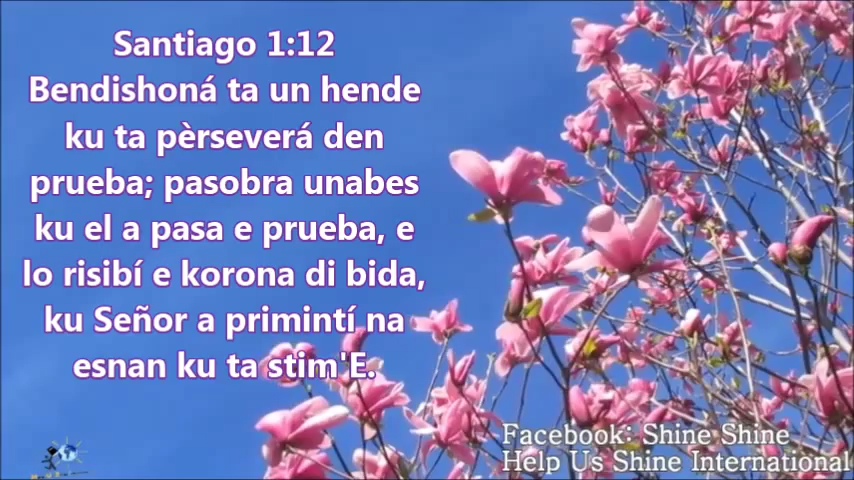 Santiago 1:12
Bendishoná ta un hende
ku ta pèrseverá den
prueba; pasobra unabes
ku el a pasa e prueba, e
lo risibí e korona di bida,
ku Señor a primintí na
esnan ku ta stim'E.
Facebook: Shine Shine
Help Us Shine International